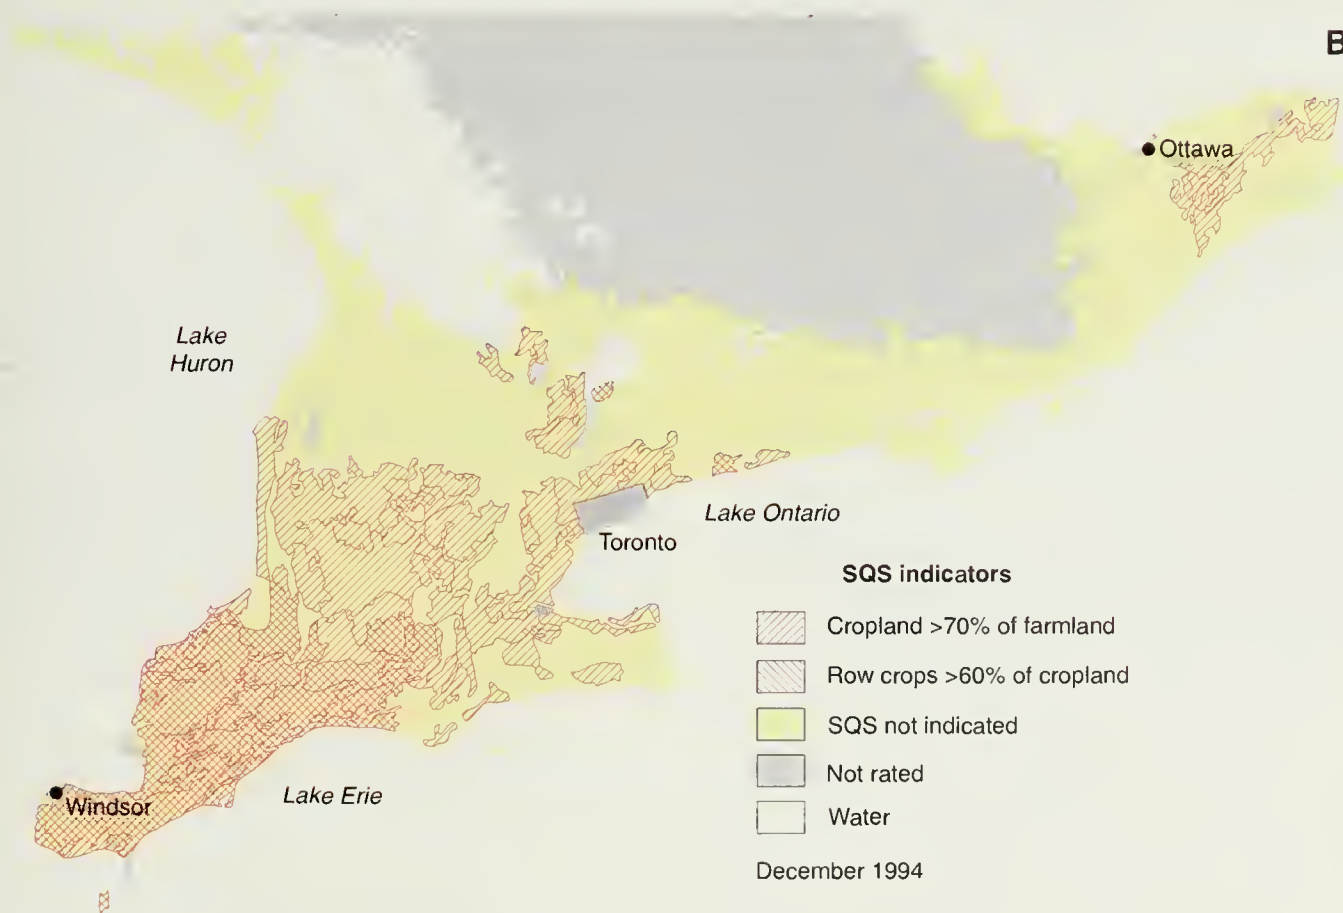 B
Ottawa
Lake
Huron
Lake Ontario
Toronto
SQS indicators
Cropland >70% of farmland
Row crops >60% of cropland
SQS not indicated
Not rated
Water
December 1994
Lake Erie
Windsor